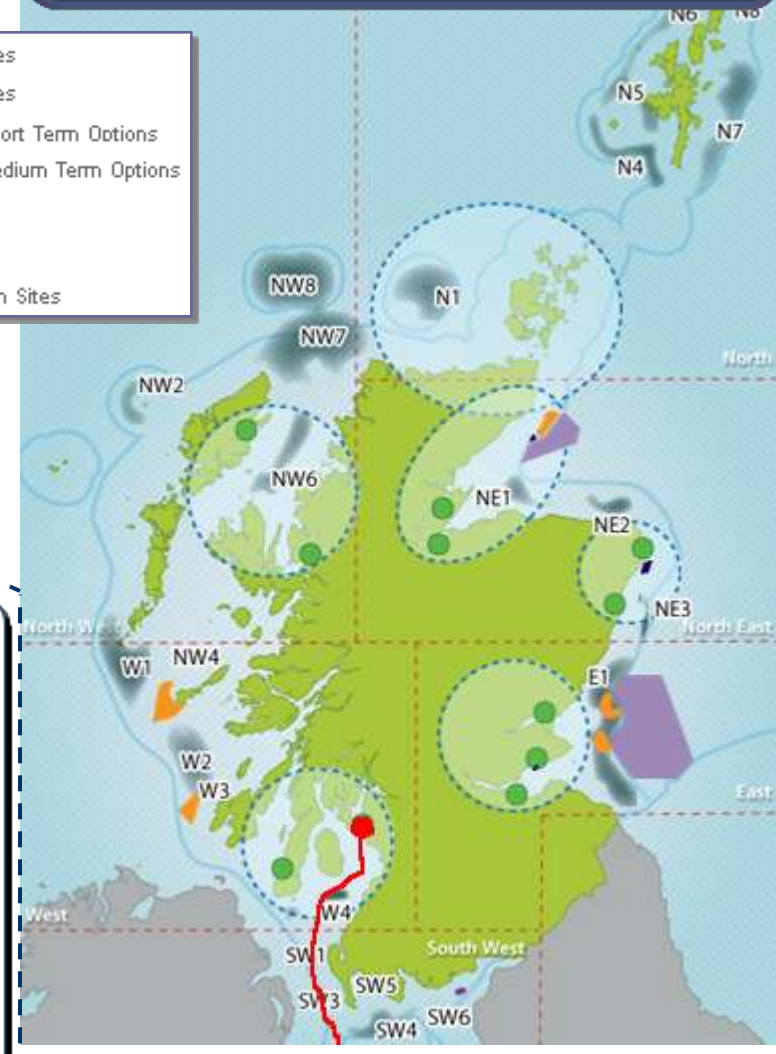 N6
N8
es
es
ort Term Options
edium Term Options
n Sites
N5
N7
N4
NW8
N1
NW7
North
NW2
NW6
NE1
NE2
NE3
North West
North East
W1
NW4
E1
W2
W3
East
W4
West
South West
SW1
SW5
SW3
SW6
SW4